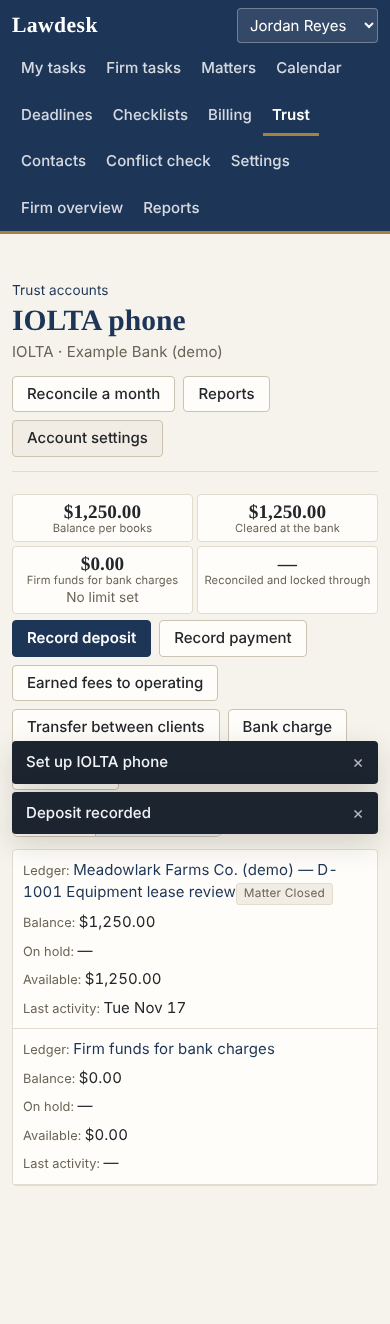 Lawdesk
Jordan Reyes
My tasks Firm tasks Matters Calendar
Deadlines Checklists Billing Trust
Contacts Conflict check Settings
Firm overview Reports
Trust accounts
IOLTA phone
IOLTA · Example Bank (demo)
Reconcile a month Reports
Account settings
$1,250.00 $1,250.00
Balance per books Cleared at the bank
$0.00 —
Firm funds for bank charges Reconciled and locked through
No limit set
Record deposit Record payment
Earned fees to operating
Transfer between clients Bank charge
Set up IOLTA phone ×
Deposit recorded ×
Ledger: Meadowlark Farms Co. (demo) — D-
1001 Equipment lease review Matter Closed
Balance: $1,250.00
On hold: —
Available: $1,250.00
Last activity: Tue Nov 17
Ledger: Firm funds for bank charges
Balance: $0.00
On hold: —
Available: $0.00
Last activity: —